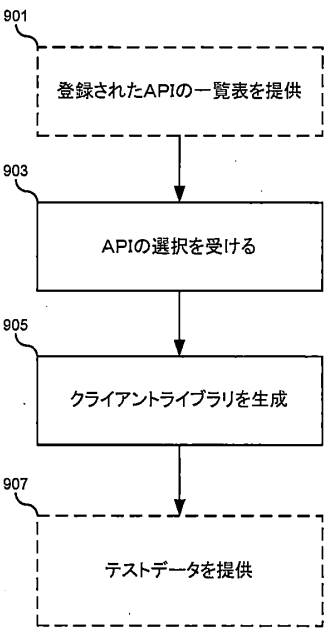 901
登録されたAPIの一覧表を提供
903
APIの選択を受ける
905
クライアントライブラリを生成
907
テストデータを提供